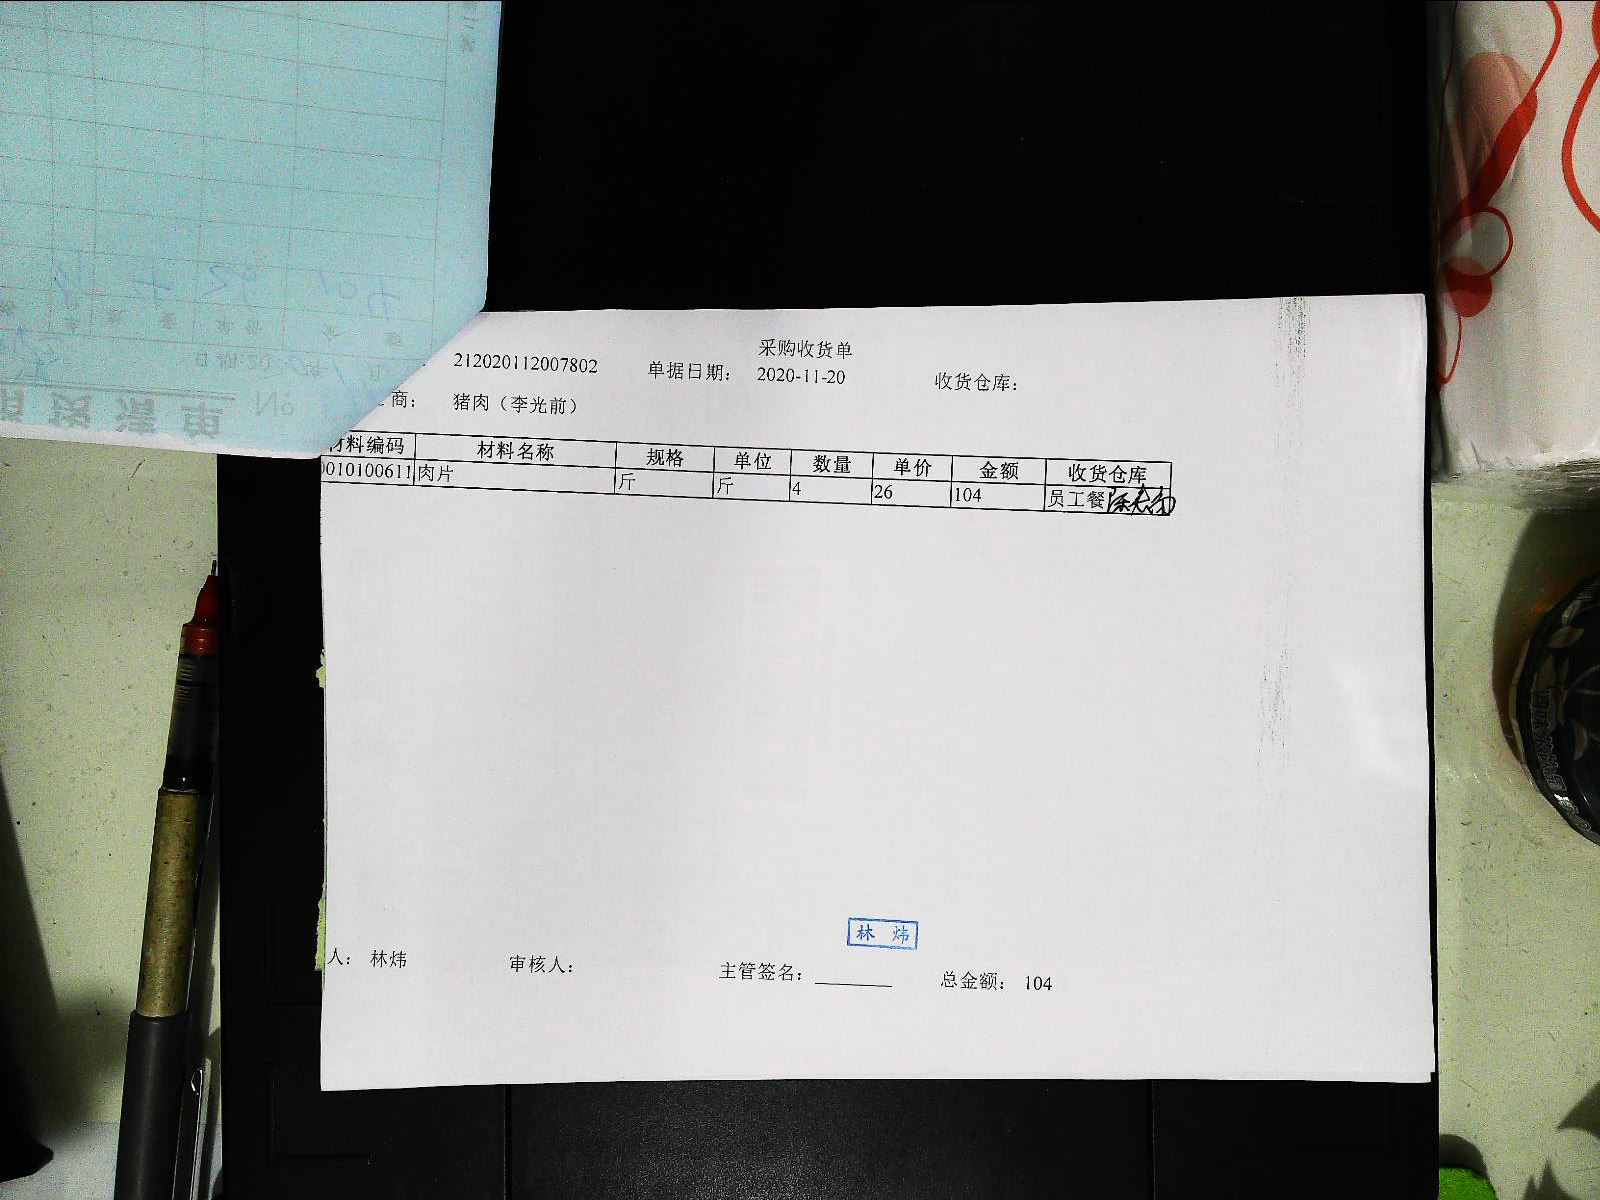 采购收货单
212020112007802 单据日期: 2020-11-20 收货仓库:
商: 猪肉（李光前）
材料编码 材料名称 规格 单位 数量 单价 金额 收货仓库
0010100611 肉片 斤 斤 4 26 104 员工餐
林 炜
人: 林炜 审核人: 主管签名: 总金额: 104